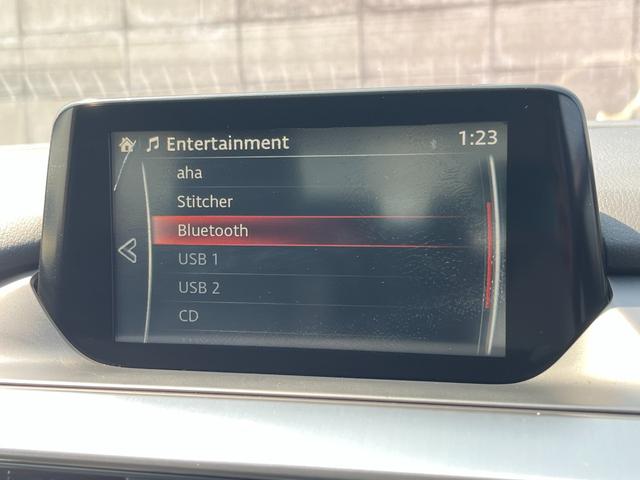 Entertainment
1:23
aha
Stitcher
Bluetooth
USB 1
USB 2
CD